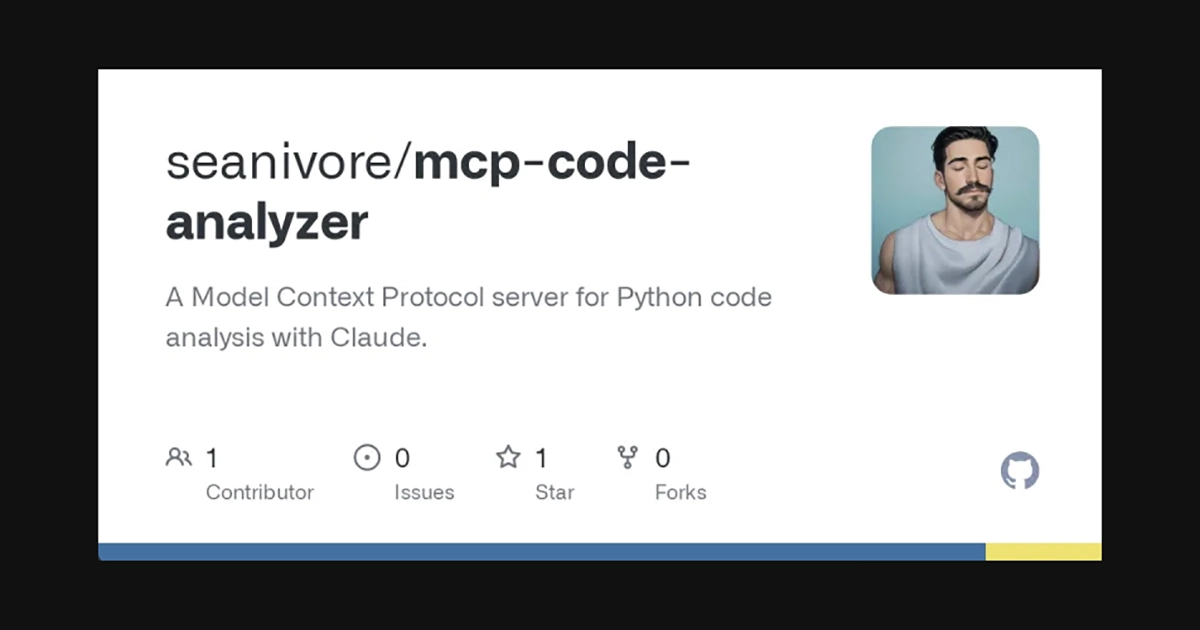 seanivore/mcp-code-
analyzer
A Model Context Protocol server for Python code
analysis with Claude.
1
Contributor
0
Issues
1
Star
0
Forks